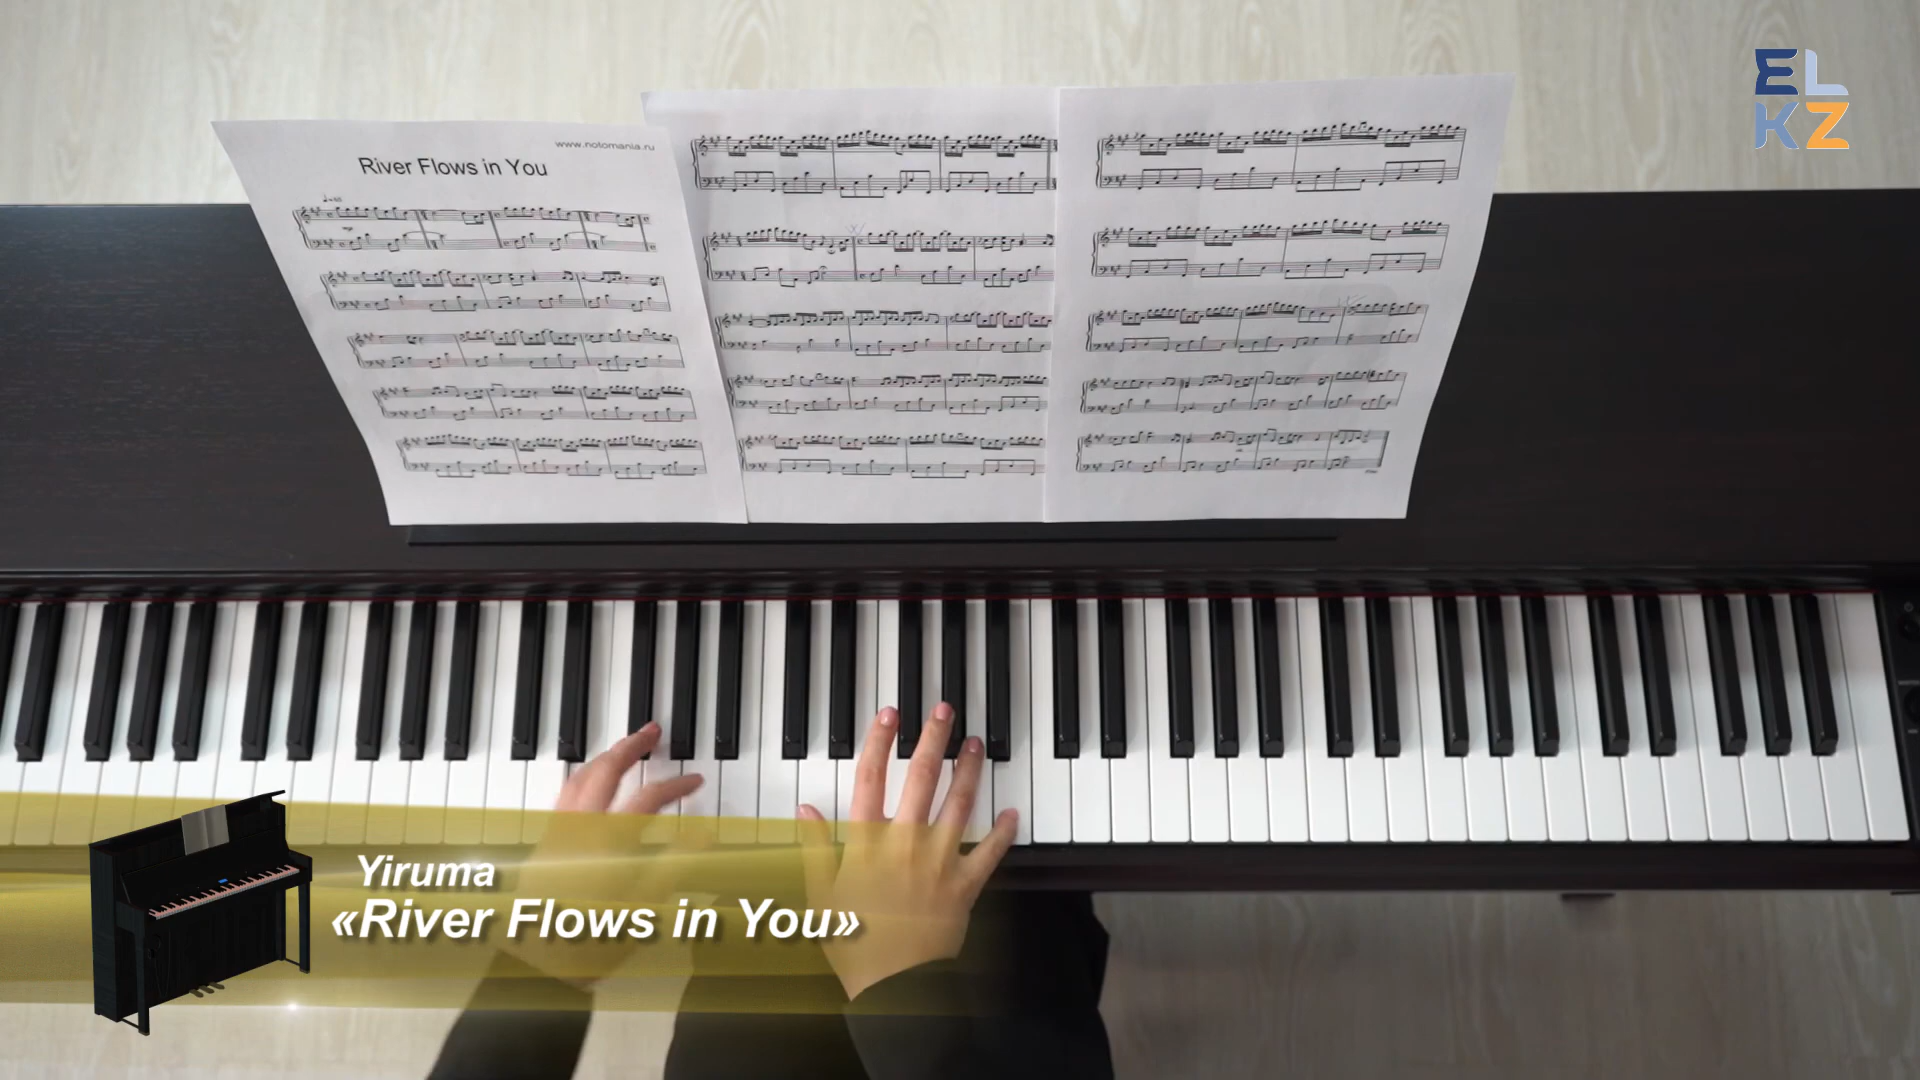 EL
KZ
www.notomania.ru
River Flows in You
Yiruma
«River Flows in You»